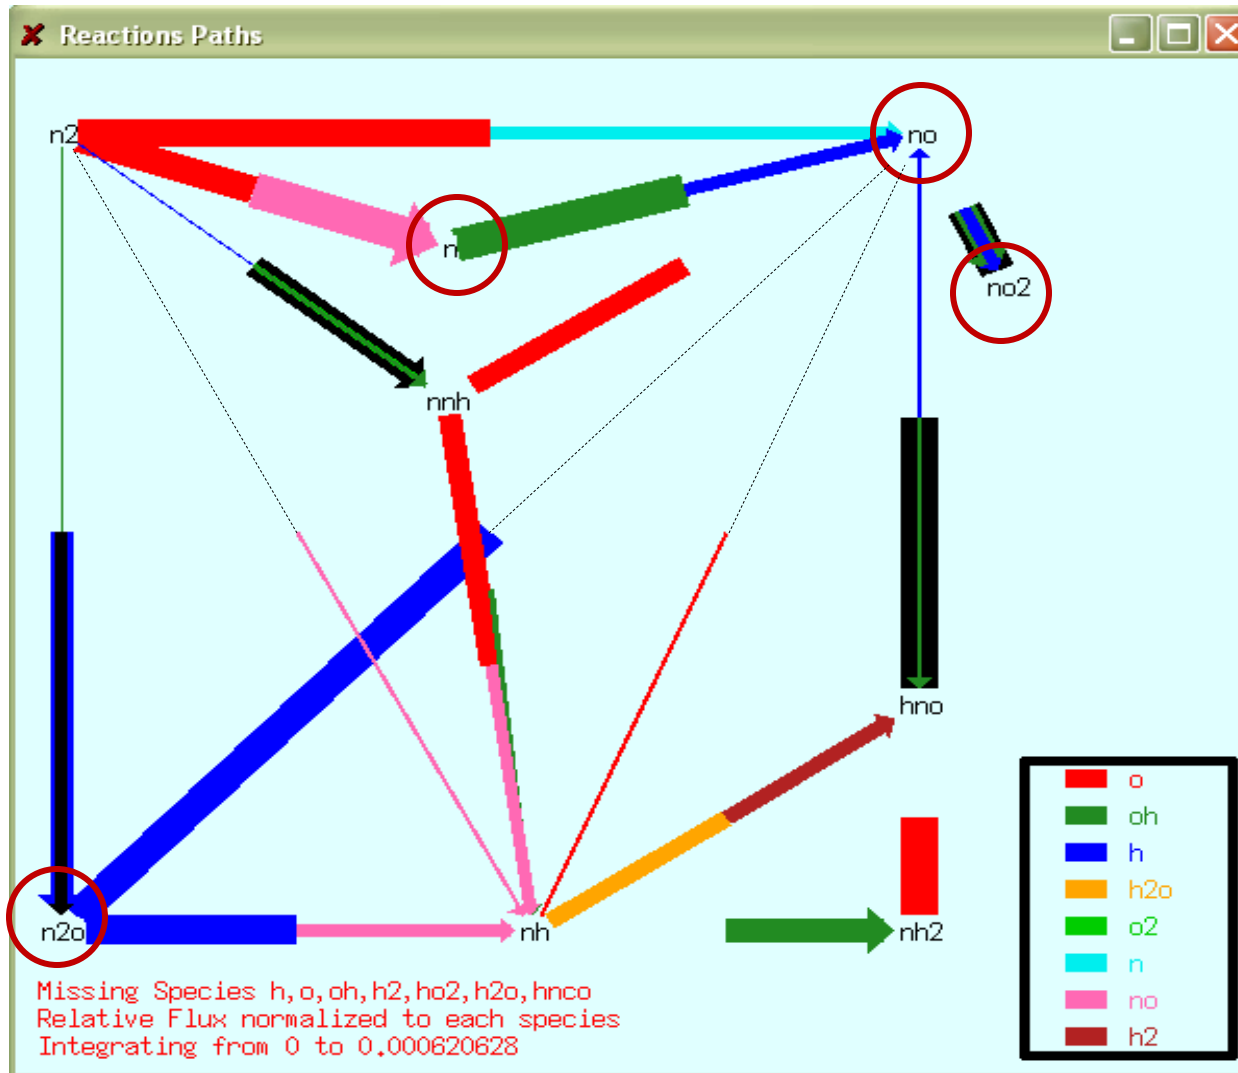 Reactions Paths
n2
no
n
no2
nnh
hno
n2o
nh
nh2
o
oh
h
h2o
o2
n
no
h2
Missing Species h,o,oh,h2,ho2,h2o,hnco
Relative Flux normalized to each species
Integrating from 0 to 0.000620628